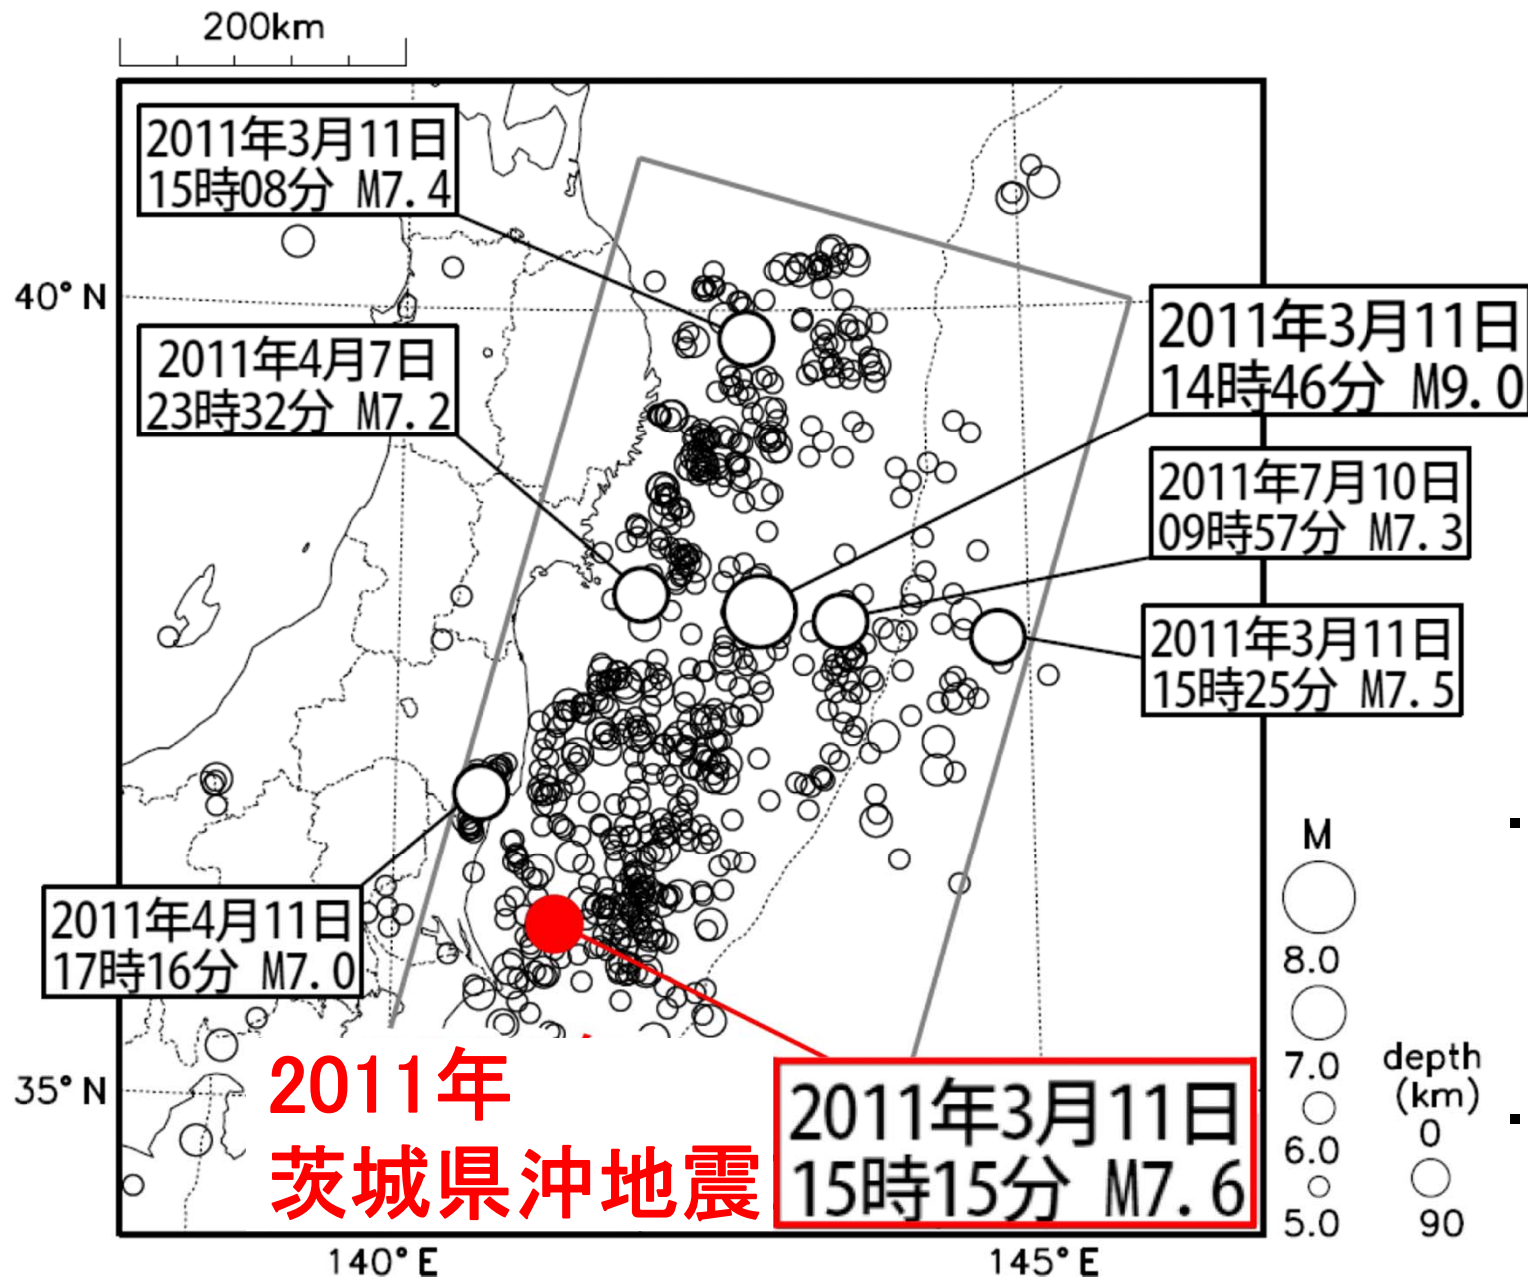 200km
2011年3月11日
15時08分 M7.4
40°N
2011年4月7日
23時32分 M7.2
2011年3月11日
14時46分 M9.0
2011年7月10日
09時57分 M7.3
2011年3月11日
15時25分 M7.5
2011年4月11日
17時16分 M7.0
2011年
茨城県沖地震
2011年3月11日
15時15分 M7.6
35°N
140°E
145°E
M
8.0
7.0
6.0
5.0
depth
(km)
0
90